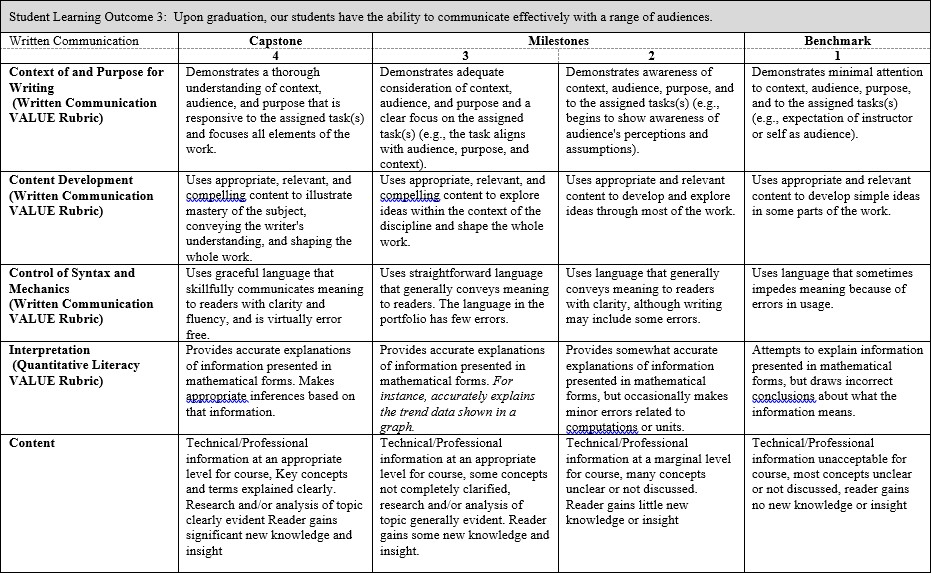 Student Learning Outcome 3:  Upon graduation, our students have the ability to communicate effectively with a range of audiences.
Written Communication
Capstone
Milestones
Benchmark
4
3
2
1
Context of and Purpose for
Writing
(Written Communication
VALUE Rubric)
Demonstrates a thorough
understanding of context,
audience, and purpose that is
responsive to the assigned task(s)
and focuses all elements of the
work.
Demonstrates adequate
consideration of context,
audience, and purpose and a
clear focus on the assigned
task(s) (e.g., the task aligns
with audience, purpose, and
context).
Demonstrates awareness of
context, audience, purpose, and
to the assigned tasks(s) (e.g.,
begins to show awareness of
audience's perceptions and
assumptions).
Demonstrates minimal attention
to context, audience, purpose,
and to the assigned tasks(s)
(e.g., expectation of instructor
or self as audience).
Content Development
(Written Communication
VALUE Rubric)
Uses appropriate, relevant, and
compelling content to illustrate
mastery of the subject,
conveying the writer's
understanding, and shaping the
whole work.
Uses appropriate, relevant, and
compelling content to explore
ideas within the context of the
discipline and shape the whole
work.
Uses appropriate and relevant
content to develop and explore
ideas through most of the work.
Uses appropriate and relevant
content to develop simple ideas
in some parts of the work.
Control of Syntax and
Mechanics
(Written Communication
VALUE Rubric)
Uses graceful language that
skillfully communicates meaning
to readers with clarity and
fluency, and is virtually error
free.
Uses straightforward language
that generally conveys meaning
to readers. The language in the
portfolio has few errors.
Uses language that generally
conveys meaning to readers
with clarity, although writing
may include some errors.
Uses language that sometimes
impedes meaning because of
errors in usage.
Interpretation
(Quantitative Literacy
VALUE Rubric)
Provides accurate explanations
of information presented in
mathematical forms. Makes
appropriate inferences based on
that information.
Provides accurate explanations
of information presented in
mathematical forms. For
instance, accurately explains
the trend data shown in a
graph.
Provides somewhat accurate
explanations of information
presented in mathematical
forms, but occasionally makes
minor errors related to
computations or units.
Attempts to explain information
presented in mathematical
forms, but draws incorrect
conclusions about what the
information means.
Content
Technical/Professional
information at an appropriate
level for course, Key concepts
and terms explained clearly.
Research and/or analysis of topic
clearly evident Reader gains
significant new knowledge and
insight
Technical/Professional
information at an appropriate
level for course, some concepts
not completely clarified,
research and/or analysis of
topic generally evident. Reader
gains some new knowledge and
insight.
Technical/Professional
information at a marginal level
for course, many concepts
unclear or not discussed.
Reader gains little new
knowledge or insight
Technical/Professional
information unacceptable for
course, most concepts unclear
or not discussed, reader gains
no new knowledge or insight